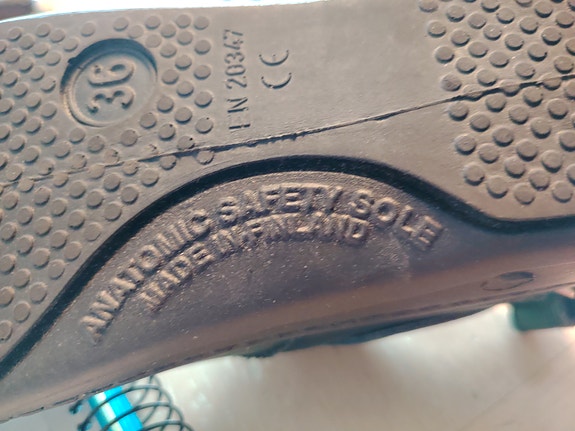 36
EN 20347
CE
ANATOMIC SAFETY SOLE
MADE IN FINLAND